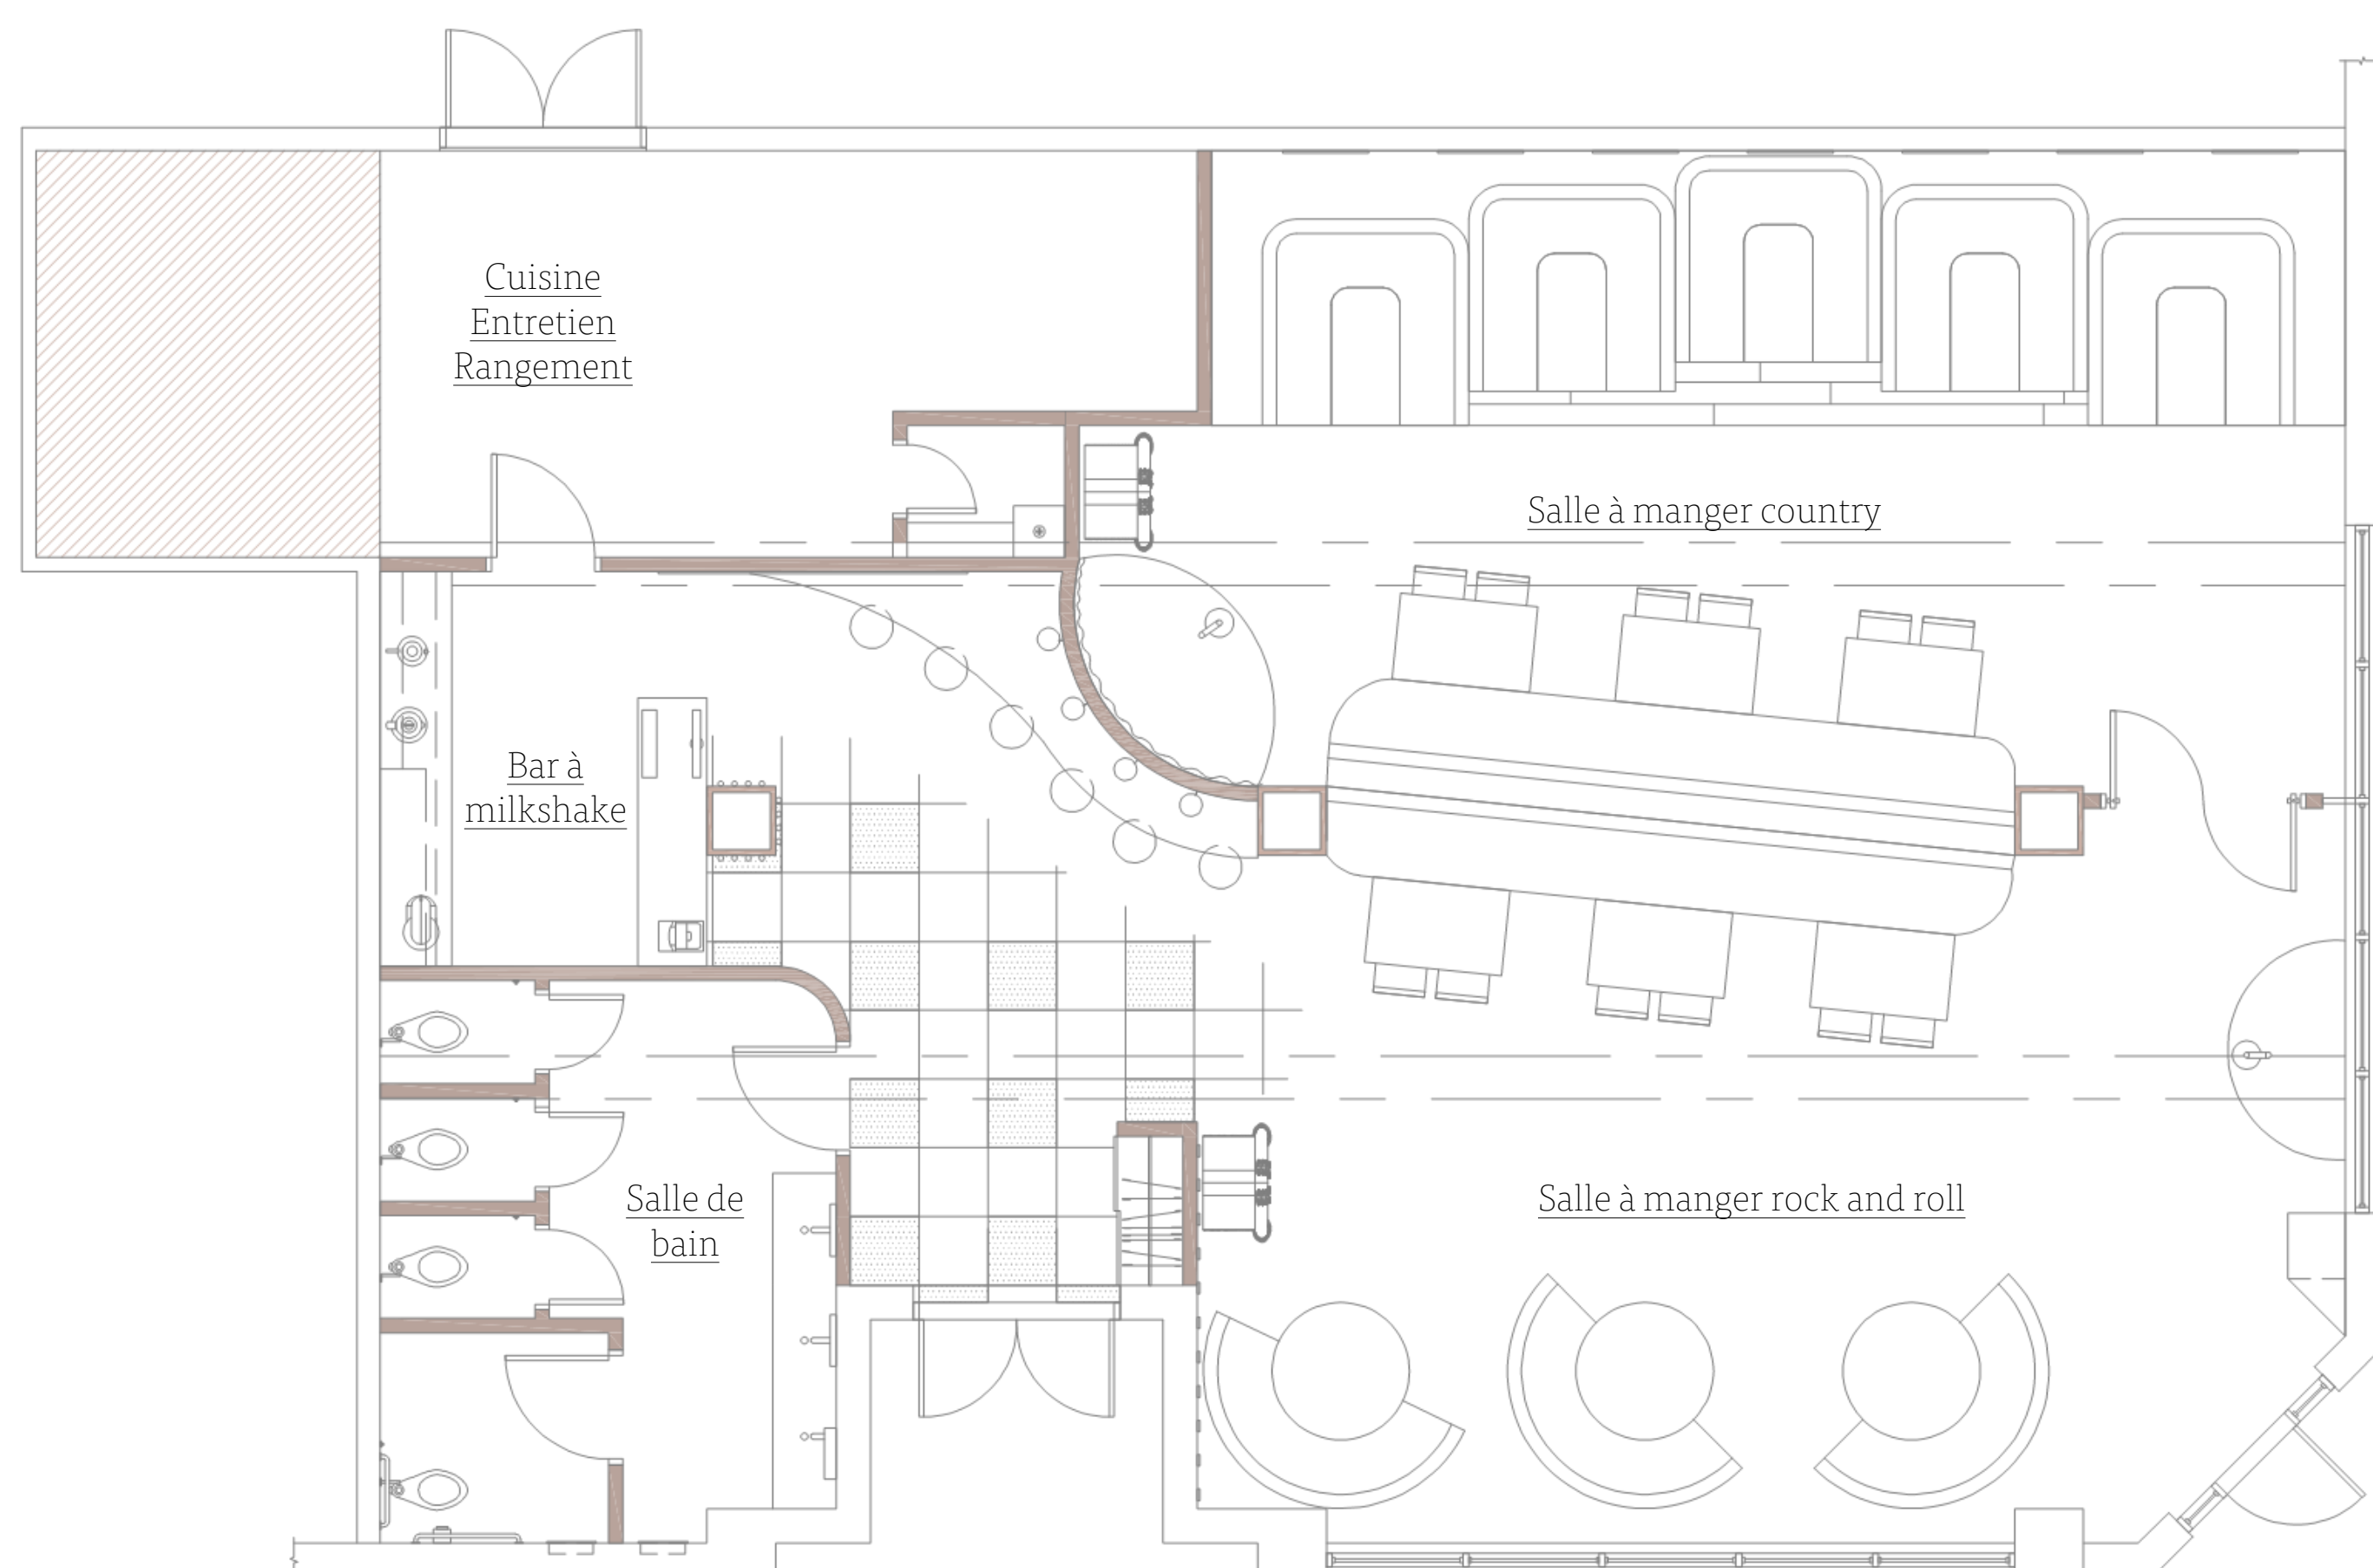 Cuisine
Entretien
Rangement
Salle à manger country
Bar à
milkshake
Salle de
bain
Salle à manger rock and roll